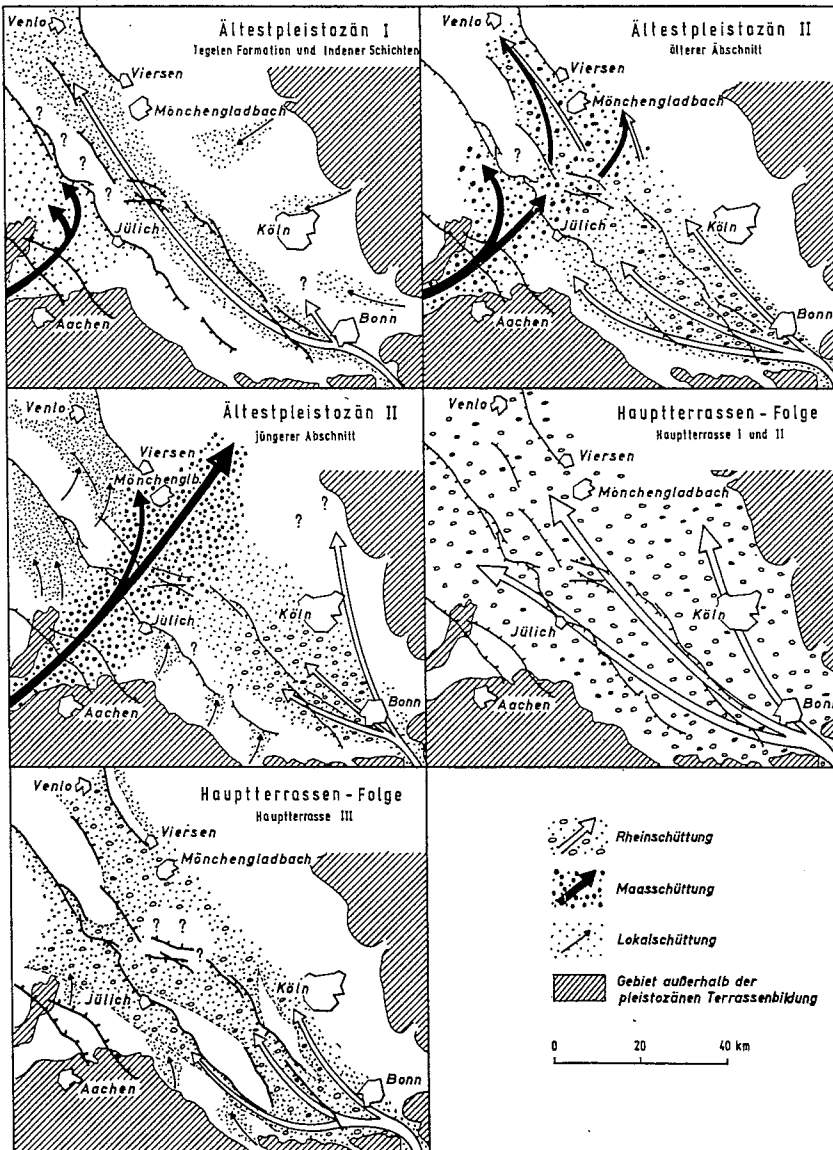 Ältestpleistozän I
Tegelen Formation und Indener Schichten
Venlo
Viersen
Mönchengladbach
?
?
?
?
Jülich
Köln
?
Aachen
Bonn
Ältestpleistozän II
älterer Abschnitt
Venlo
Viersen
Mönchengladbach
?
Köln
Jülich
Bonn
Aachen
Ältestpleistozän II
jüngerer Abschnitt
Venlo
Viersen
Mönchenglb.
?
?
?
?
Köln
Jülich
?
?
Aachen
Bonn
Hauptterrassen-Folge
Hauptterrasse I und II
Venlo
Viersen
Mönchengladbach
Köln
Jülich
Aachen
Bonn
Hauptterrassen-Folge
Hauptterrasse III
Venlo
Viersen
Mönchengladbach
? ?
?
Köln
Jülich
Aachen
Bonn
Rheinschüttung
Maasschüttung
Lokalschüttung
Gebiet außerhalb der
pleistozänen Terrassenbildung
0 20 40 km